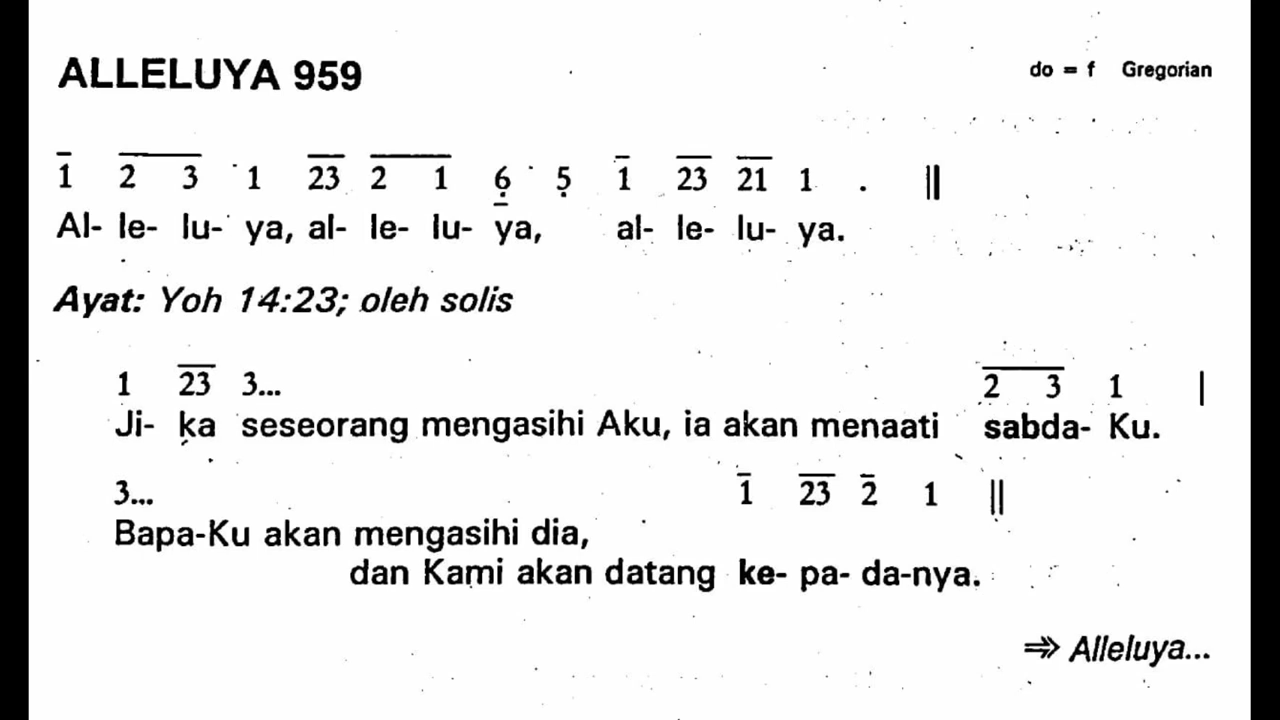 ALLELUYA 959 do = f Gregorian
1 2 3 1 23 2 1 6 5 1 23 21 1 . ||
Al- le- lu- ya, al- le- lu- ya, al- le- lu- ya.
Ayat: Yoh 14:23; oleh solis
1 23 3... 2 3 1 |
Ji- ka seseorang mengasihi Aku, ia akan menaati sabda- Ku.
3... 1 23 2 1 ||
Bapa-Ku akan mengasihi dia,
dan Kami akan datang ke- pa- da-nya.
⇒ Alleluya...